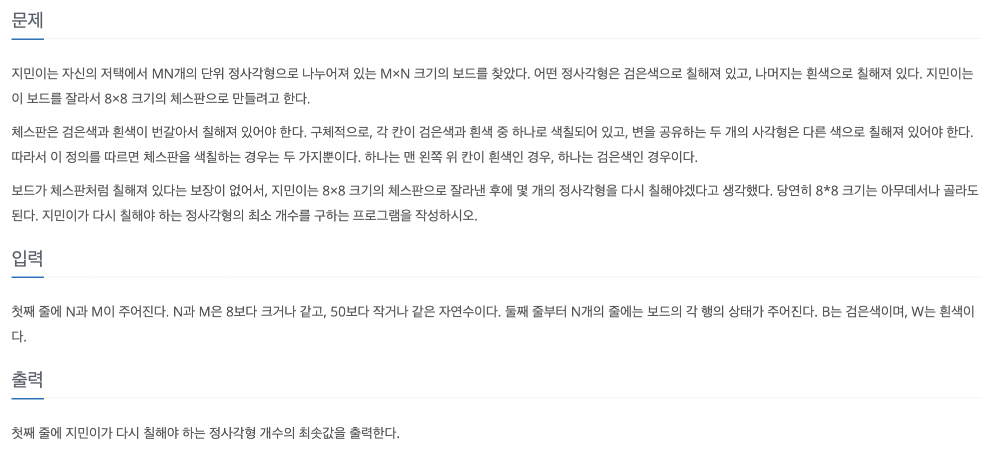 문제
지민이는 자신의 저택에서 MN개의 단위 정사각형으로 나누어져 있는 M×N 크기의 보드를 찾았다. 어떤 정사각형은 검은색으로 칠해져 있고, 나머지는 흰색으로 칠해져 있다. 지민이는
이 보드를 잘라서 8×8 크기의 체스판으로 만들려고 한다.
체스판은 검은색과 흰색이 번갈아서 칠해져 있어야 한다. 구체적으로, 각 칸이 검은색과 흰색 중 하나로 색칠되어 있고, 변을 공유하는 두 개의 사각형은 다른 색으로 칠해져 있어야 한다.
따라서 이 정의를 따르면 체스판을 색칠하는 경우는 두 가지뿐이다. 하나는 맨 왼쪽 위 칸이 흰색인 경우, 하나는 검은색인 경우이다.
보드가 체스판처럼 칠해져 있다는 보장이 없어서, 지민이는 8×8 크기의 체스판으로 잘라낸 후에 몇 개의 정사각형을 다시 칠해야겠다고 생각했다. 당연히 8*8 크기는 아무데서나 골라도
된다. 지민이가 다시 칠해야 하는 정사각형의 최소 개수를 구하는 프로그램을 작성하시오.
입력
첫째 줄에 N과 M이 주어진다. N과 M은 8보다 크거나 같고, 50보다 작거나 같은 자연수이다. 둘째 줄부터 N개의 줄에는 보드의 각 행의 상태가 주어진다. B는 검은색이며, W는 흰색이
다.
출력
첫째 줄에 지민이가 다시 칠해야 하는 정사각형 개수의 최솟값을 출력한다.